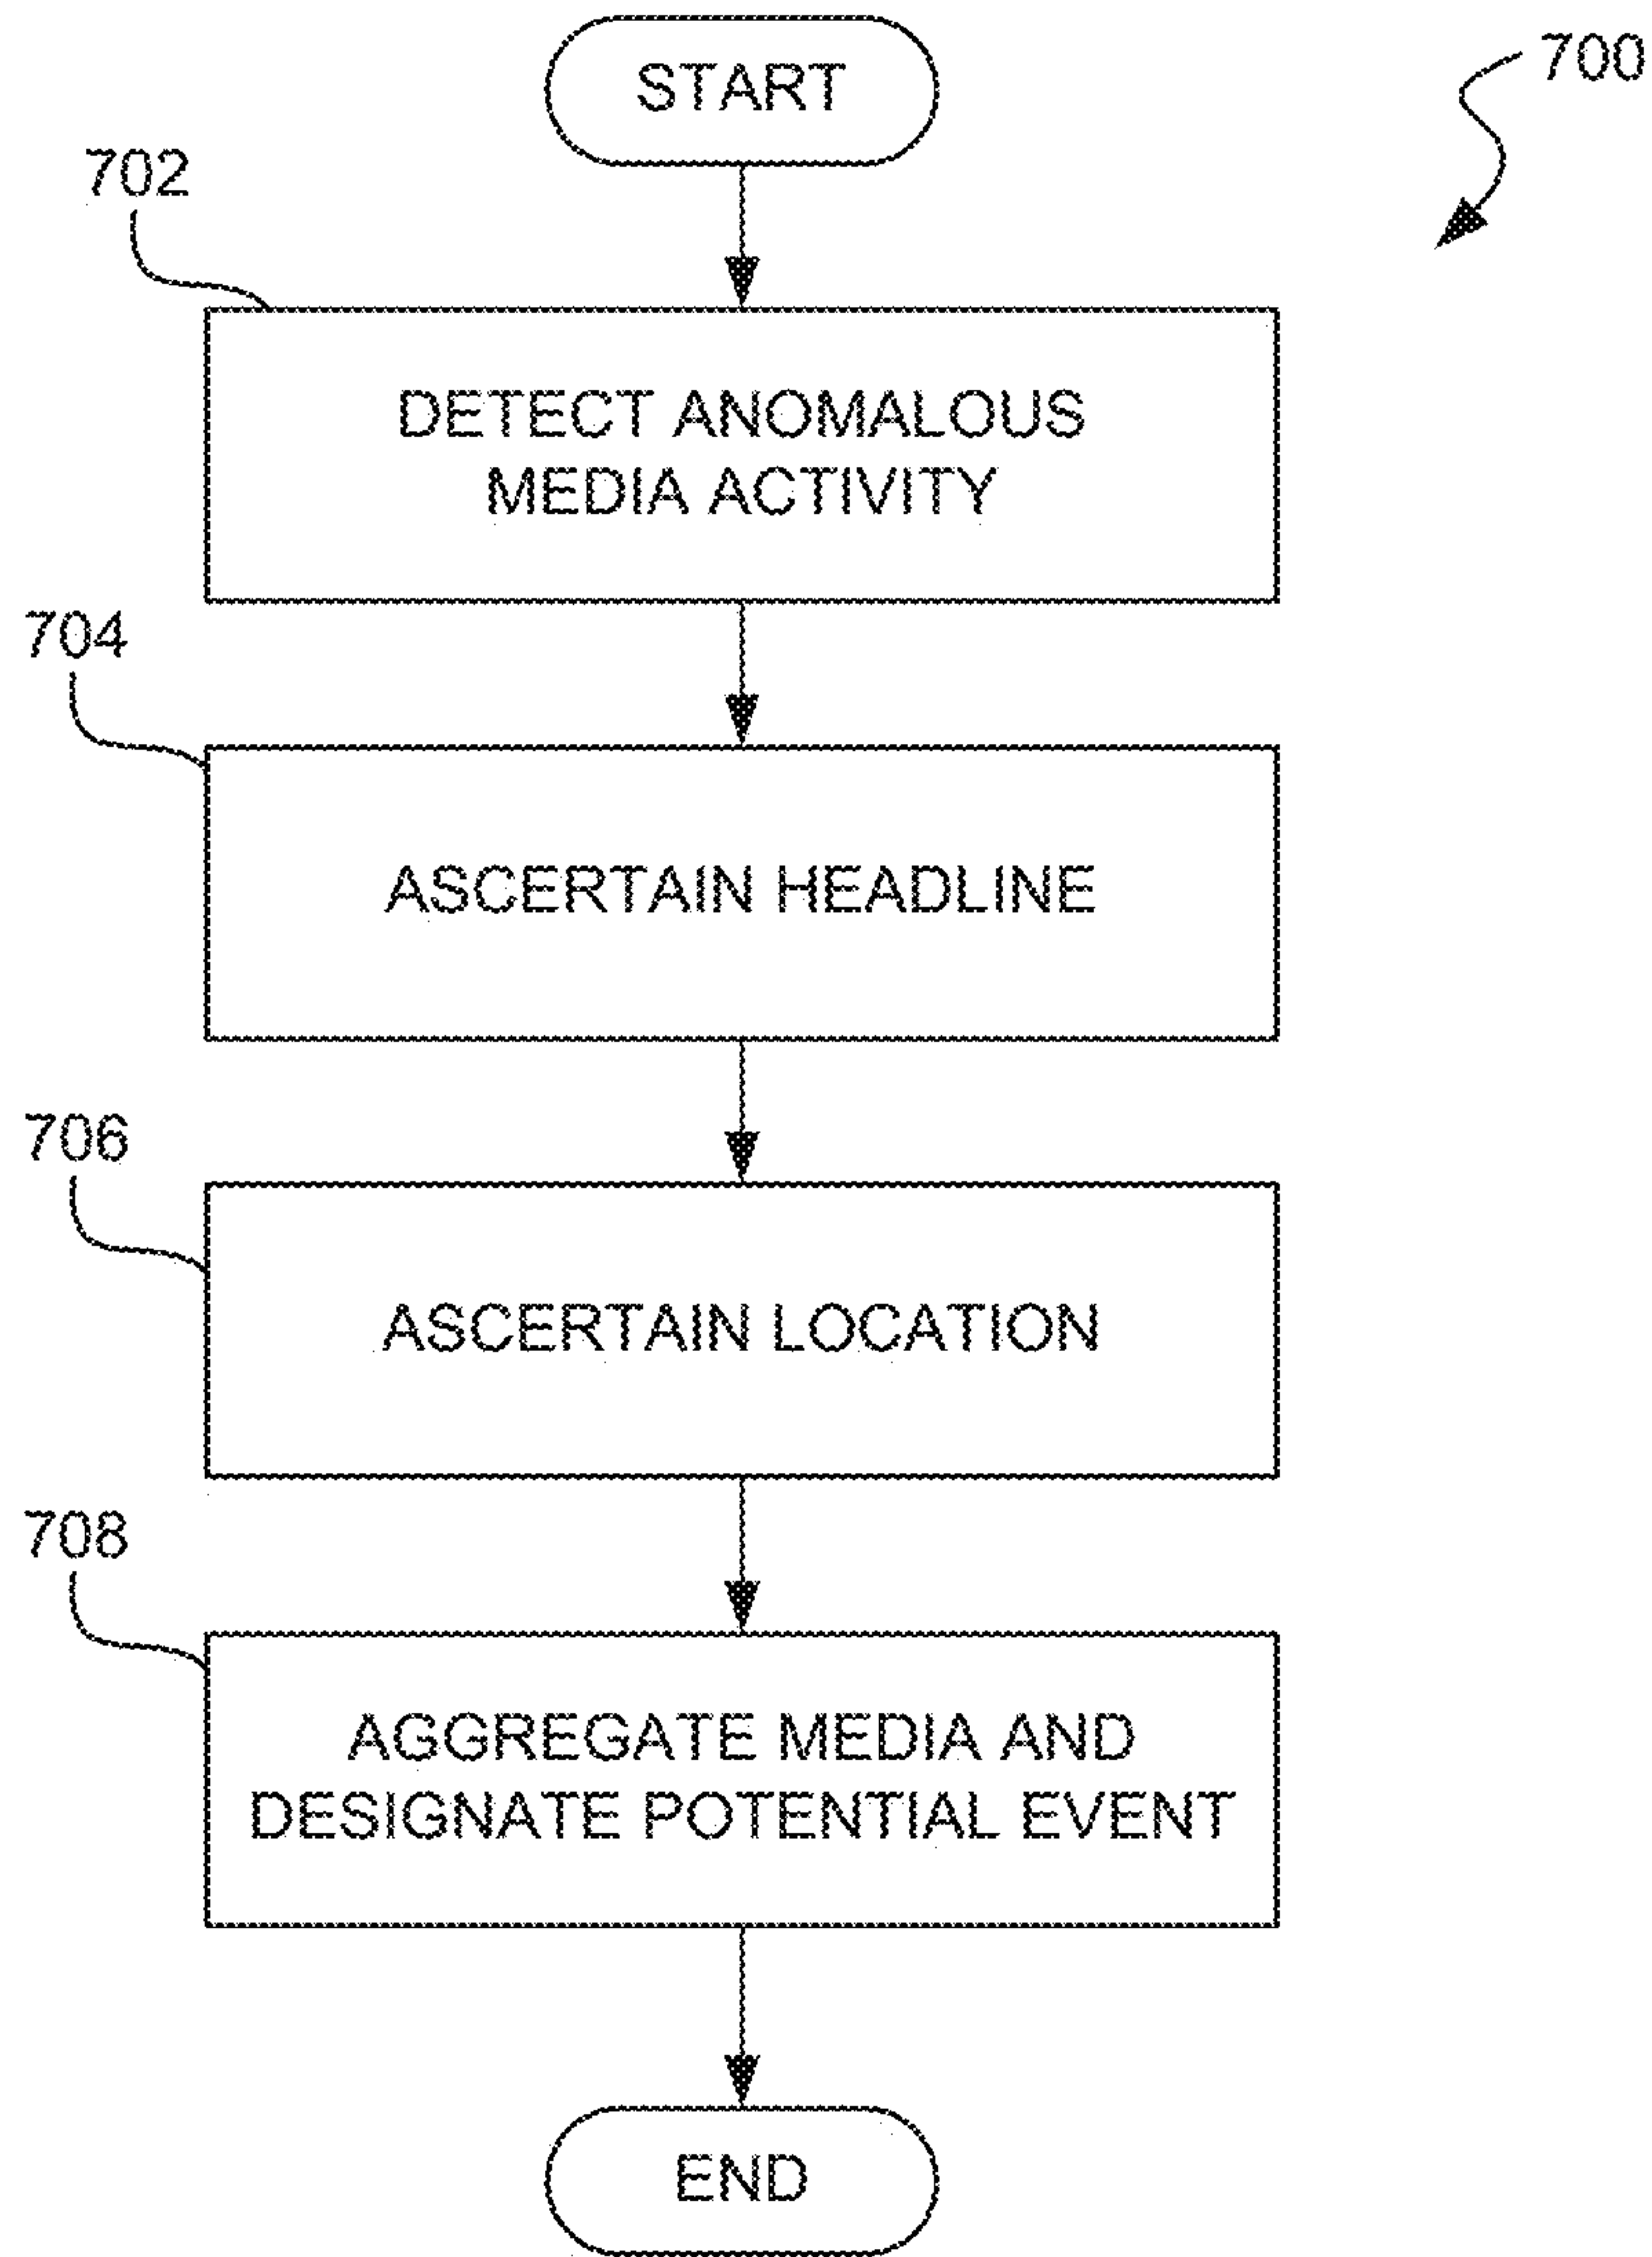 START
700
702
DETECT ANOMALOUS
MEDIA ACTIVITY
704
ASCERTAIN HEADLINE
706
ASCERTAIN LOCATION
708
AGGREGATE MEDIA AND
DESIGNATE POTENTIAL EVENT
END